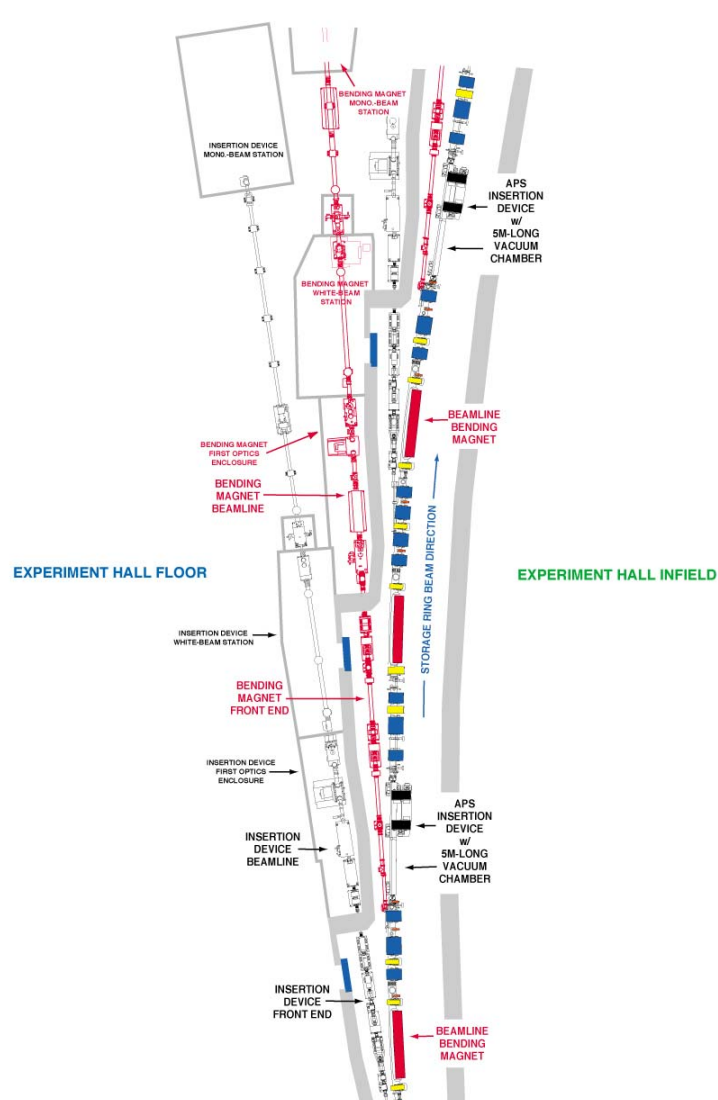 BENDING MAGNET
MONO.-BEAM
STATION
INSERTION DEVICE
MONO.-BEAM STATION
APS
INSERTION
DEVICE
w/
5M-LONG
VACUUM
CHAMBER
BENDING MAGNET
WHITE-BEAM
STATION
BEAMLINE
BENDING
MAGNET
BENDING MAGNET
FIRST OPTICS
ENCLOSURE
BENDING
MAGNET
BEAMLINE
STORAGE RING BEAM DIRECTION
EXPERIMENT HALL FLOOR
EXPERIMENT HALL INFIELD
INSERTION DEVICE
WHITE-BEAM STATION
BENDING
MAGNET
FRONT END
INSERTION DEVICE
FIRST OPTICS
ENCLOSURE
APS
INSERTION
DEVICE
w/
5M-LONG
VACUUM
CHAMBER
INSERTION
DEVICE
BEAMLINE
INSERTION
DEVICE
FRONT END
BEAMLINE
BENDING
MAGNET